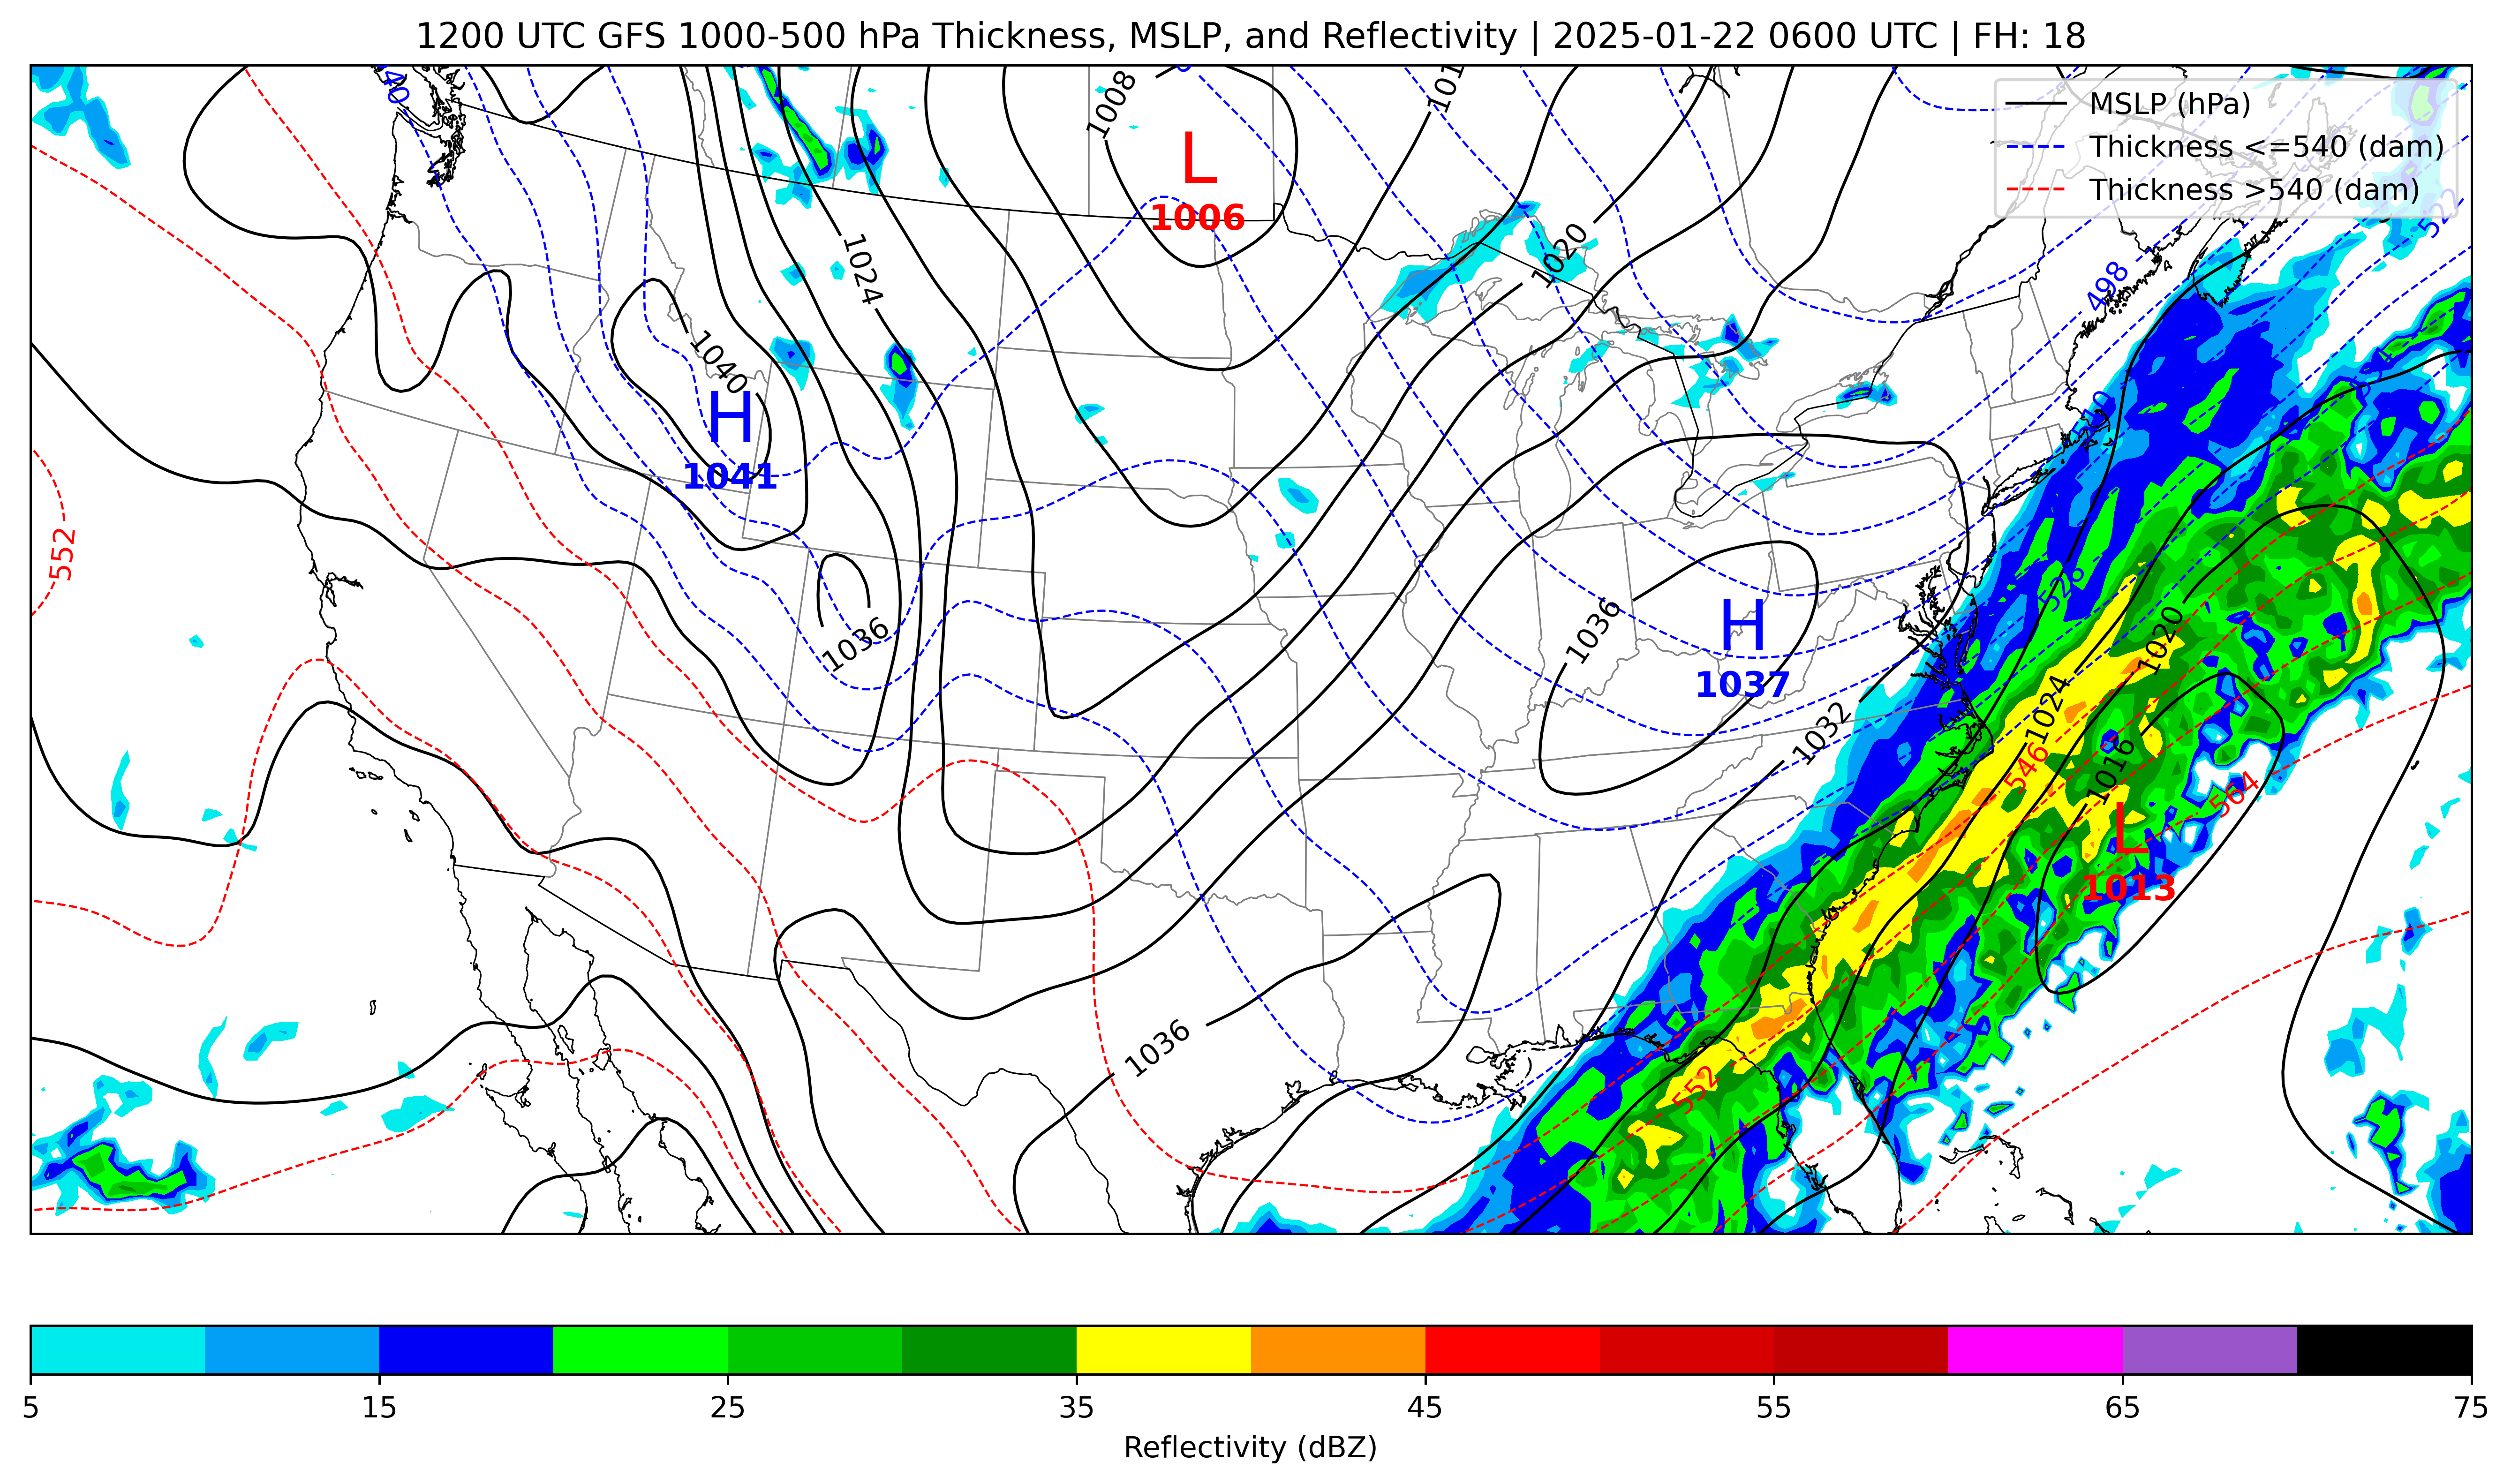 1200 UTC GFS 1000-500 hPa Thickness, MSLP, and Reflectivity | 2025-01-22 0600 UTC | FH: 18
MSLP (hPa)
Thickness <=540 (dam)
Thickness >540 (dam)
1008
L
1006
1020
1024
498
1040
H
1041
552
528
1036
H
1037
1036
1020
1024
1032
1016
546
564
L
1013
1036
552
5 15 25 35 45 55 65 75
Reflectivity (dBZ)